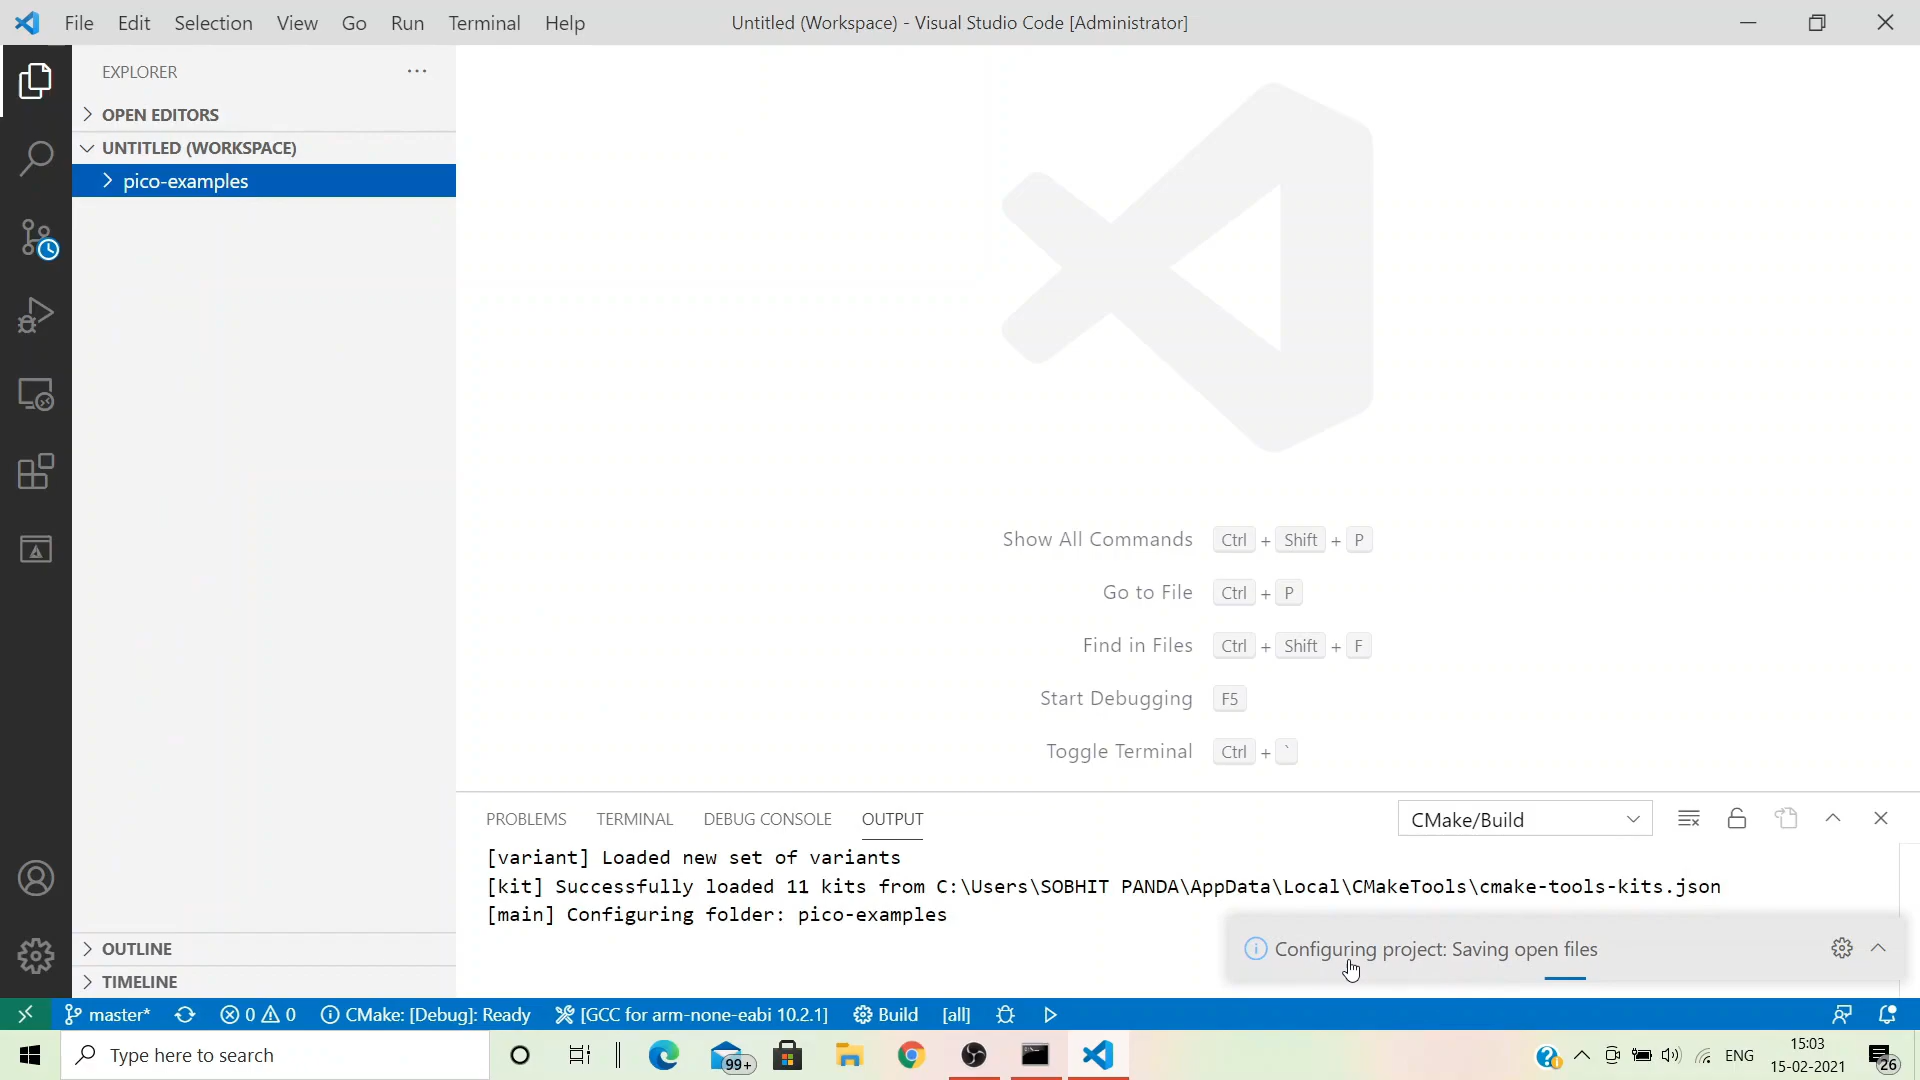 File Edit Selection View Go Run Terminal Help
Untitled (Workspace) - Visual Studio Code [Administrator]
EXPLORER
OPEN EDITORS
UNTITLED (WORKSPACE)
pico-examples
Show All Commands Ctrl + Shift + P
Go to File Ctrl + P
Find in Files Ctrl + Shift + F
Start Debugging F5
Toggle Terminal Ctrl + `
PROBLEMS TERMINAL DEBUG CONSOLE OUTPUT
CMake/Build
[variant] Loaded new set of variants
[kit] Successfully loaded 11 kits from C:\Users\SOBHIT PANDA\AppData\Local\CMakeTools\cmake-tools-kits.json
[main] Configuring folder: pico-examples
Configuring project: Saving open files
OUTLINE
TIMELINE
master* 0 0 CMake: [Debug]: Ready [GCC for arm-none-eabi 10.2.1] Build [all]
Type here to search
99+
ENG
15:03
15-02-2021
26